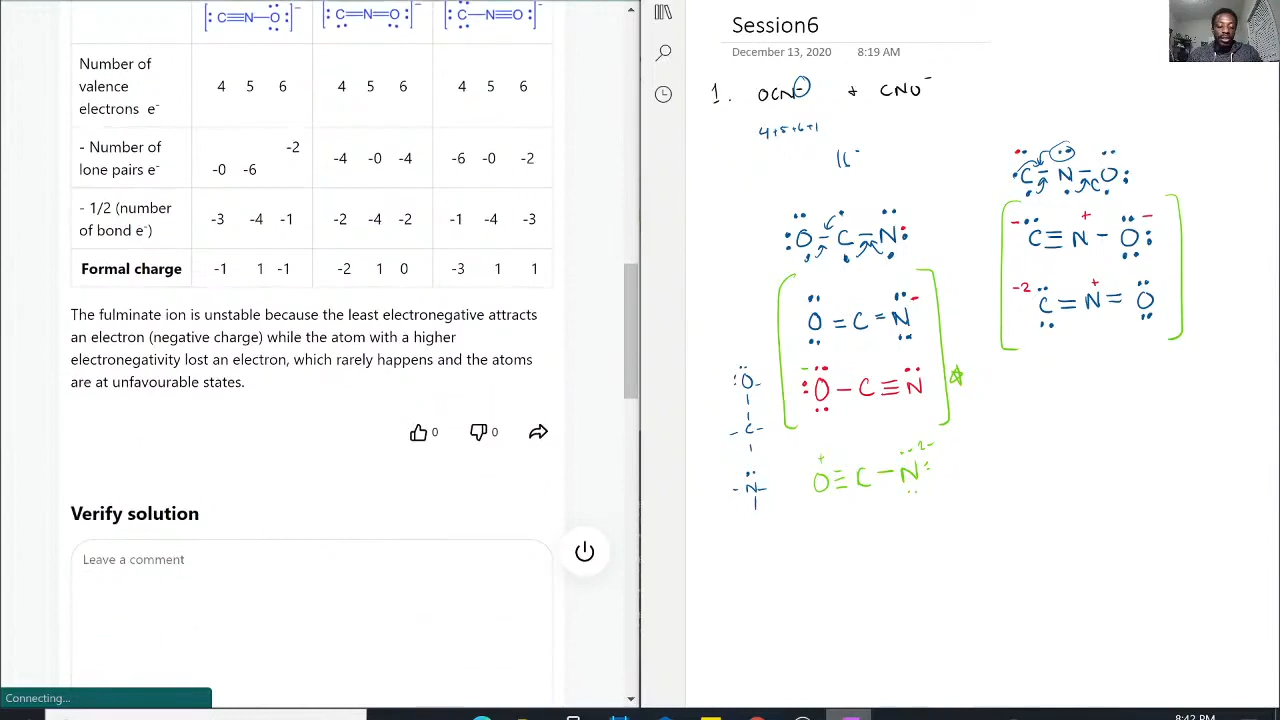 [:C≡N—O:]⁻ [:C=N=O:]⁻ [:C—N≡O:]⁻
Number of valence electrons e⁻ 4 5 6 4 5 6 4 5 6
- Number of lone pairs e⁻ -0 -6 -2 -4 -0 -4 -6 -0 -2
- 1/2 (number of bond e⁻) -3 -4 -1 -2 -4 -2 -1 -4 -3
Formal charge -1 1 -1 -2 1 0 -3 1 1
The fulminate ion is unstable because the least electronegative attracts
an electron (negative charge) while the atom with a higher
electronegativity lost an electron, which rarely happens and the atoms
are at unfavourable states.
0 0
Verify solution
Leave a comment
Connecting...
Session6
December 13, 2020 8:19 AM
1. OCN⁻ + CNO⁻
4+5+6+1
16⁻
C — N — O
O — C — N
- C≡N⁺ — O⁻
-2 C=N⁺=O
O=C=N⁻
⁻O—C≡N
O
C
N
⁺O≡C—N²⁻
8:42 PM